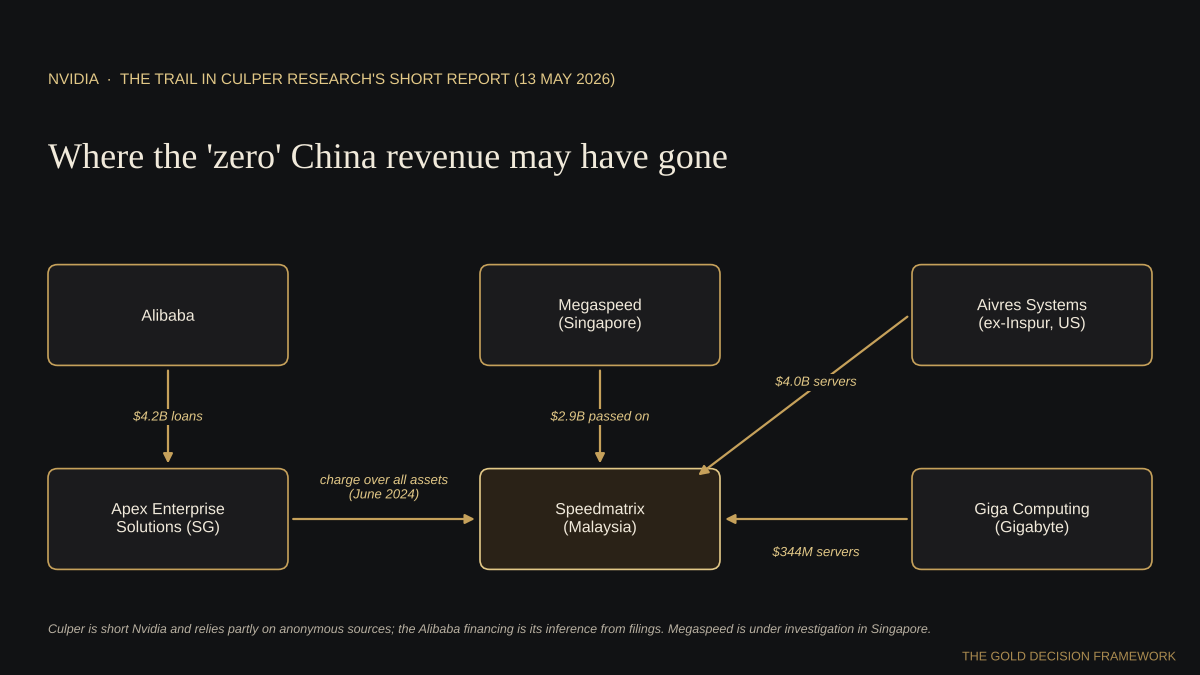 NVIDIA · THE TRAIL IN CULPER RESEARCH'S SHORT REPORT (13 MAY 2026)
Where the 'zero' China revenue may have gone
Alibaba
Megaspeed
(Singapore)
Aivres Systems
(ex-Inspur, US)
$4.0B servers
$4.2B loans
$2.9B passed on
charge over all assets
(June 2024)
Apex Enterprise
Solutions (SG)
Speedmatrix
(Malaysia)
Giga Computing
(Gigabyte)
$344M servers
Culper is short Nvidia and relies partly on anonymous sources; the Alibaba financing is its inference from filings. Megaspeed is under investigation in Singapore.
THE GOLD DECISION FRAMEWORK